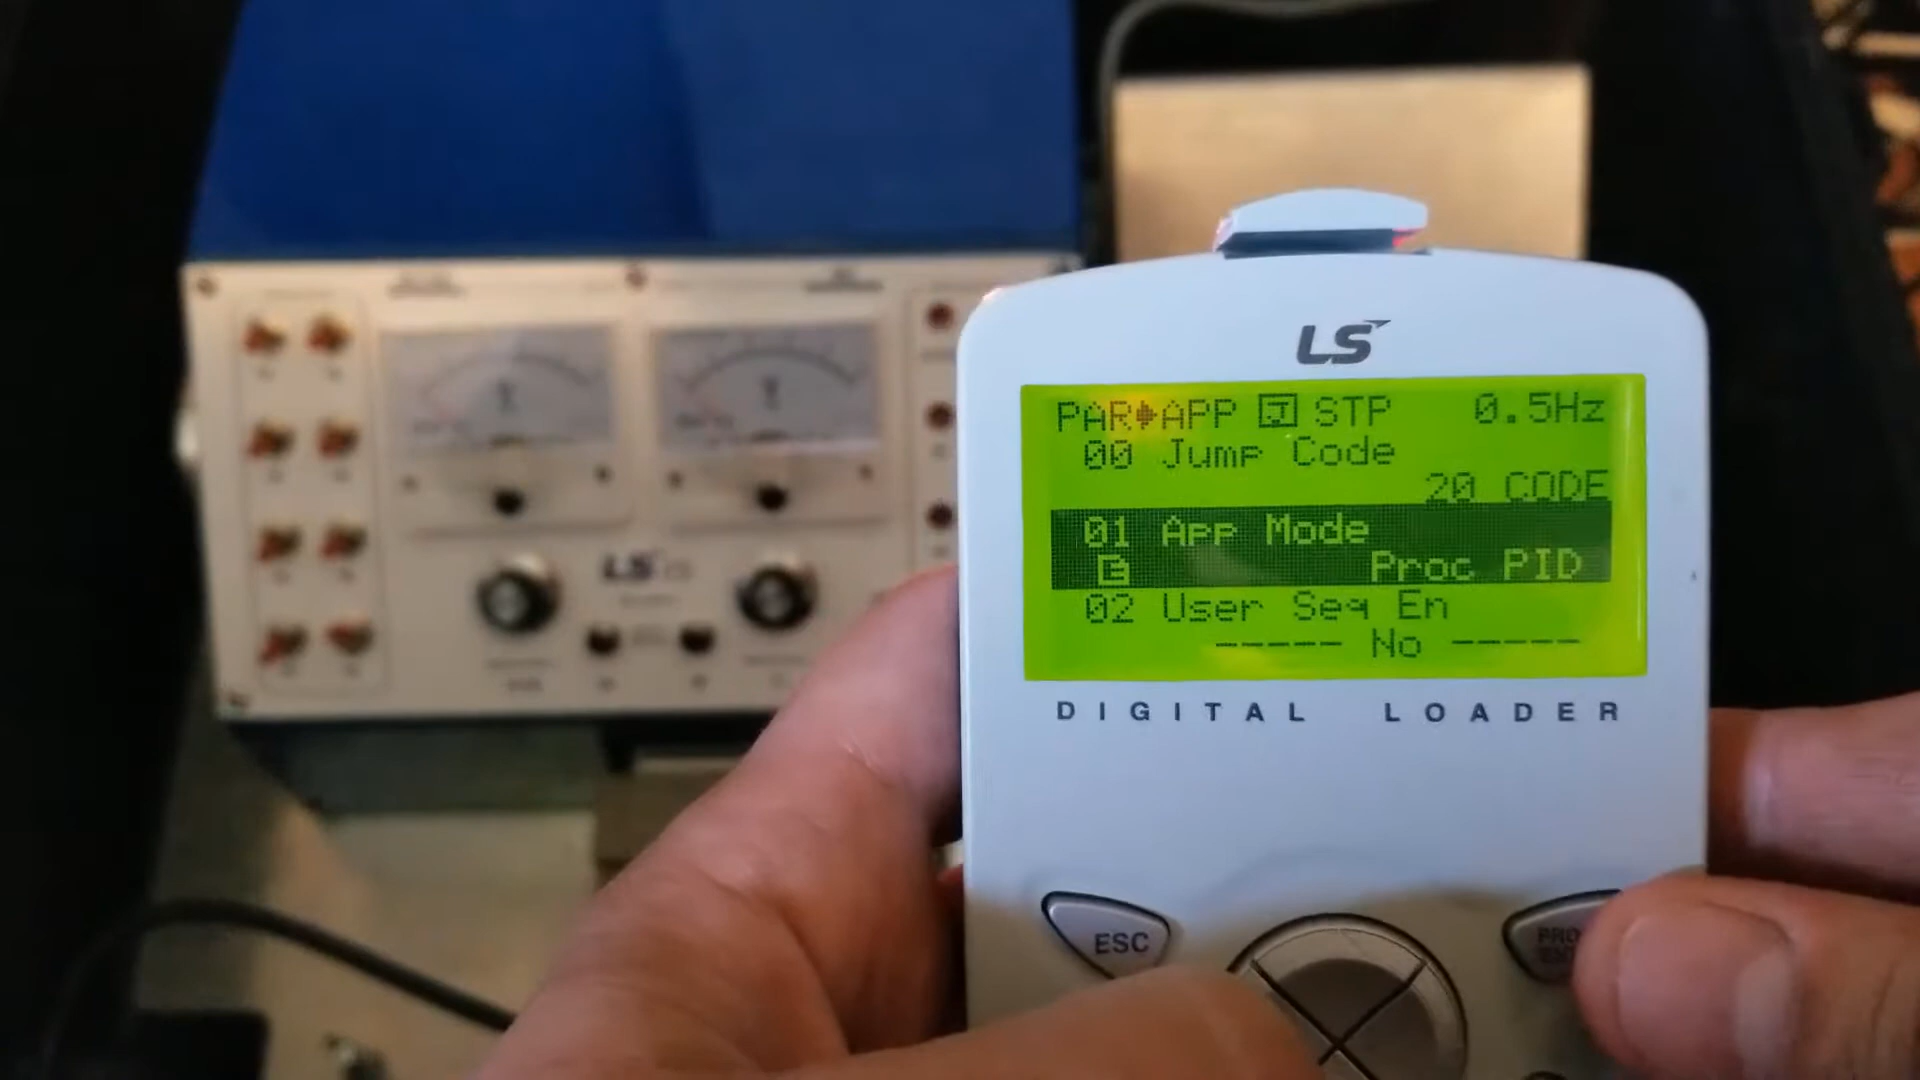 LS
PAR➧APP J STP 0.5Hz
00 Jump Code
20 CODE
01 App Mode
E Proc PID
02 User Seq En
----- No -----
DIGITAL LOADER
ESC
LS